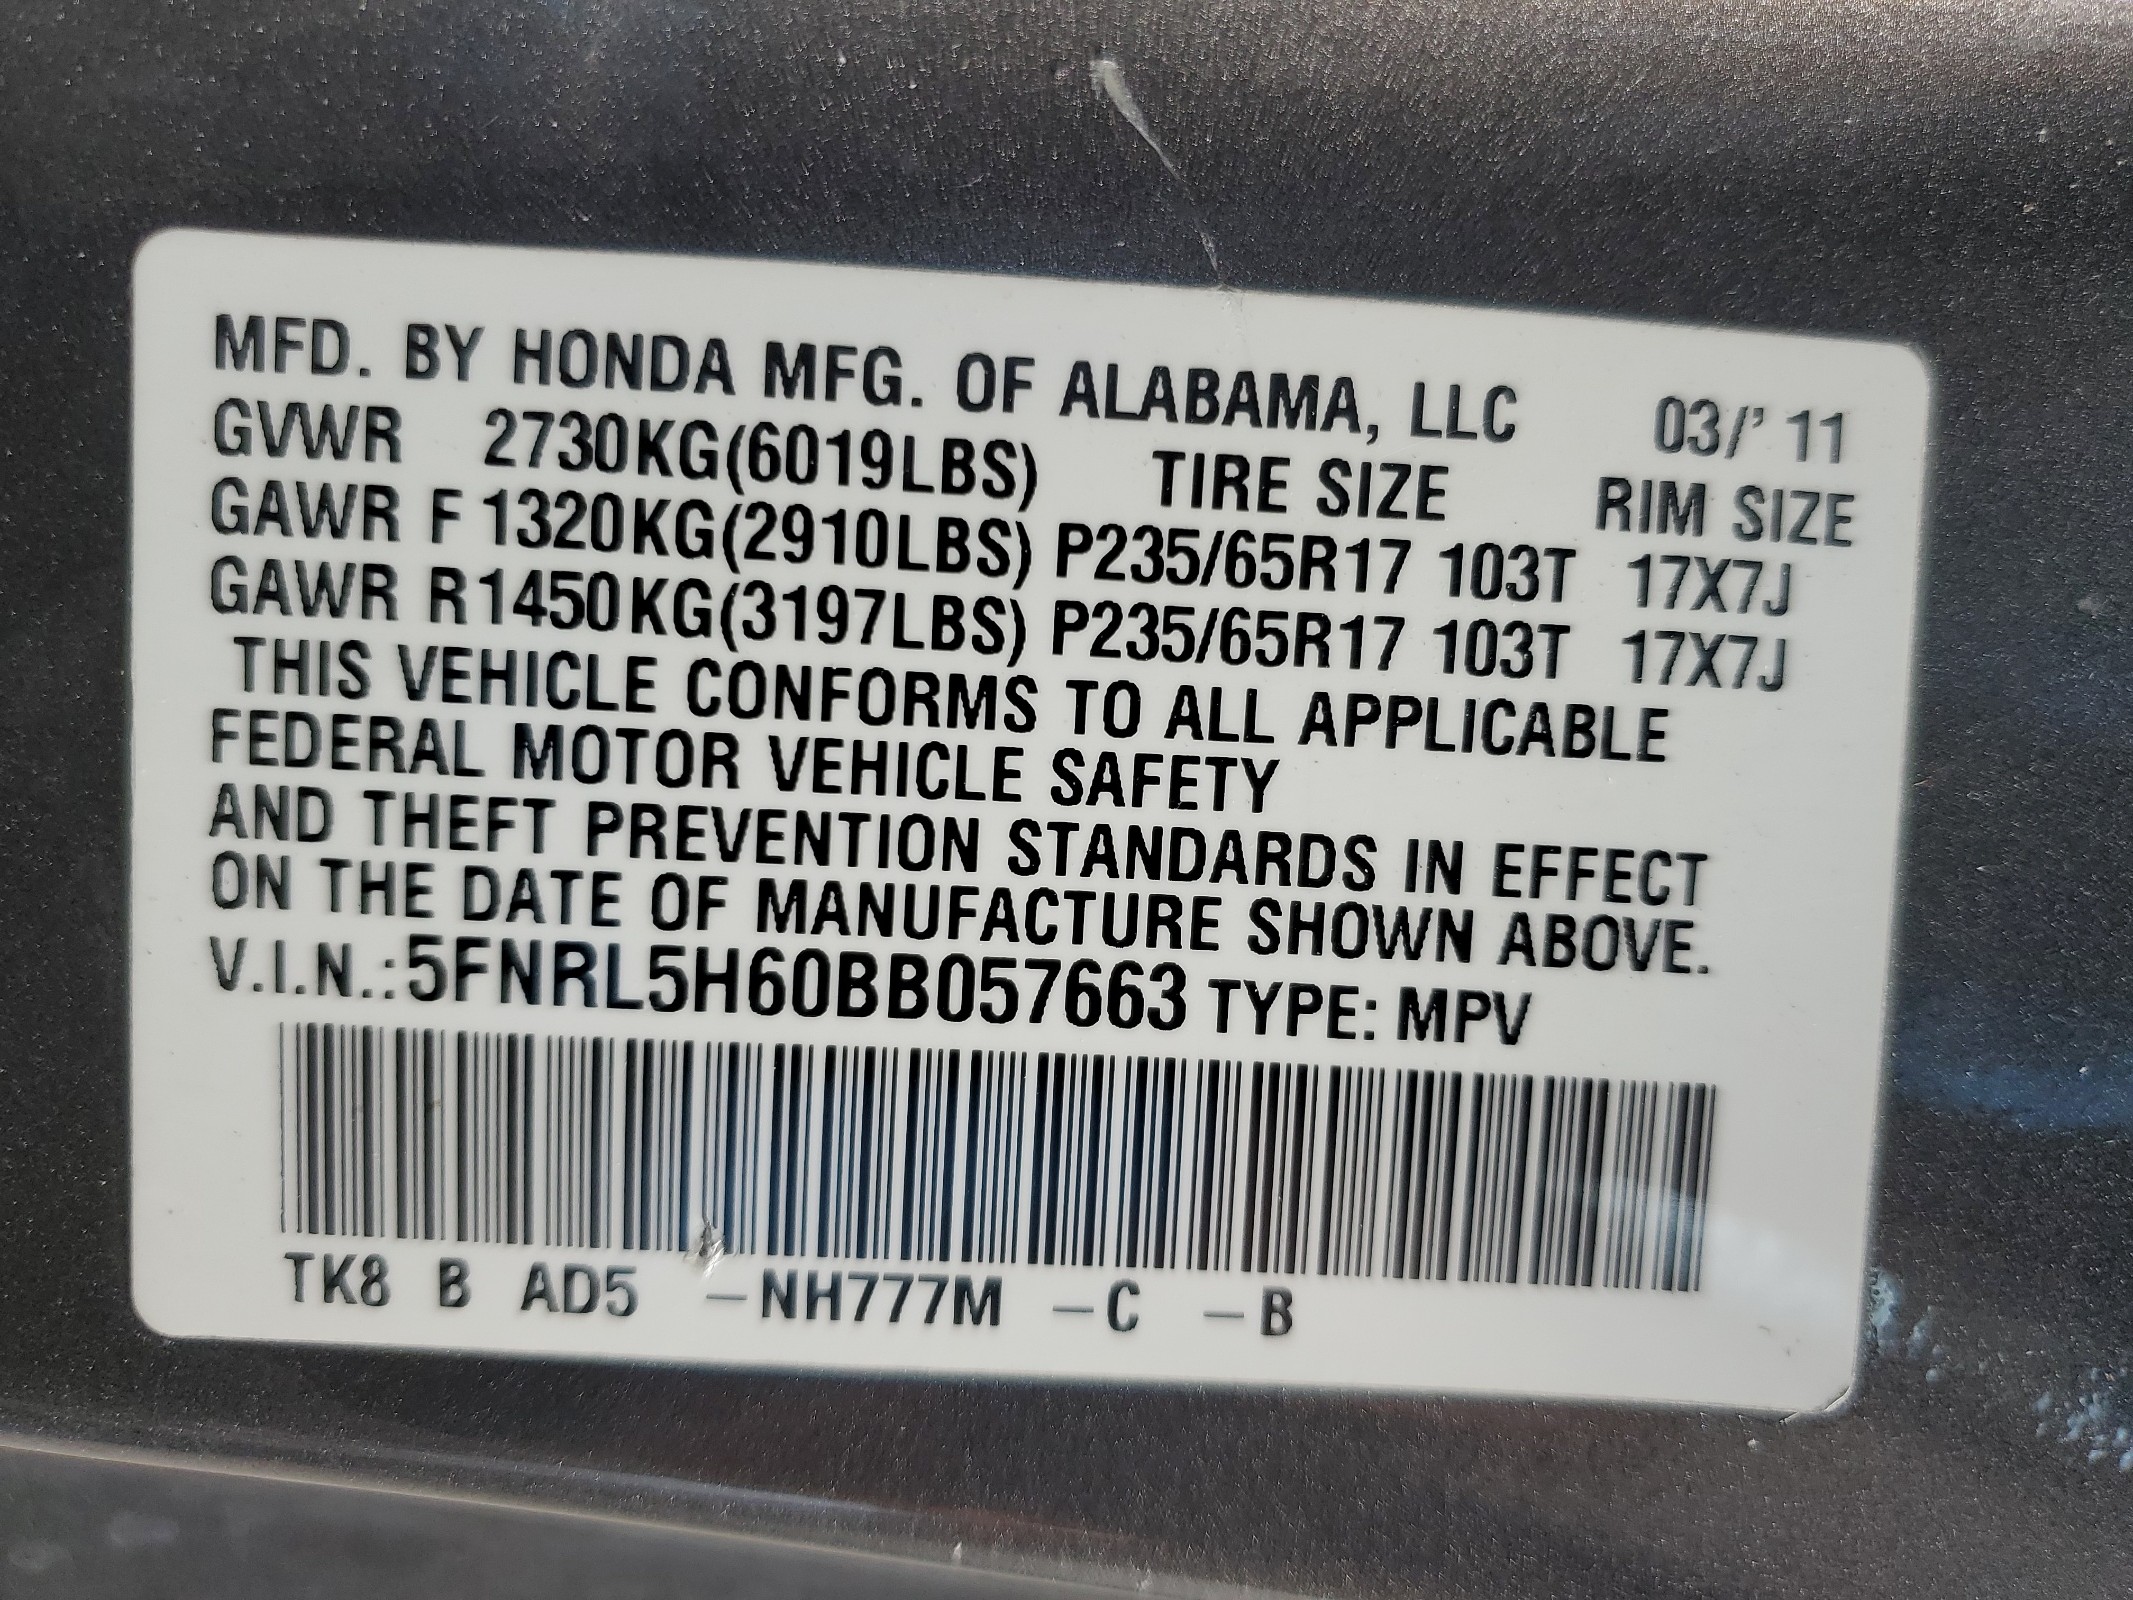 MFD. BY HONDA MFG. OF ALABAMA, LLC 03/' 11
GVWR 2730KG(6019LBS) TIRE SIZE RIM SIZE
GAWR F 1320KG(2910LBS) P235/65R17 103T 17X7J
GAWR R1450KG(3197LBS) P235/65R17 103T 17X7J
THIS VEHICLE CONFORMS TO ALL APPLICABLE
FEDERAL MOTOR VEHICLE SAFETY
AND THEFT PREVENTION STANDARDS IN EFFECT
ON THE DATE OF MANUFACTURE SHOWN ABOVE.
V.I.N.:5FNRL5H60BB057663 TYPE: MPV
TK8 B AD5 –NH777M –C –B